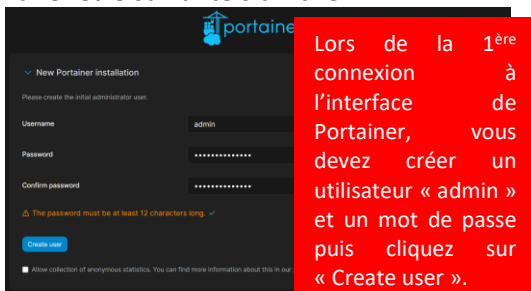 portaine
New Portainer installation
Please create the initial administrator user.
Username
admin
Password
••••••••••••••
Confirm password
••••••••••••••
The password must be at least 12 characters long.
Create user
Allow collection of anonymous statistics. You can find more information about this in our
Lors de la 1ère
connexion à
l'interface de
Portainer, vous
devez créer un
utilisateur « admin »
et un mot de passe
puis cliquez sur
« Create user ».